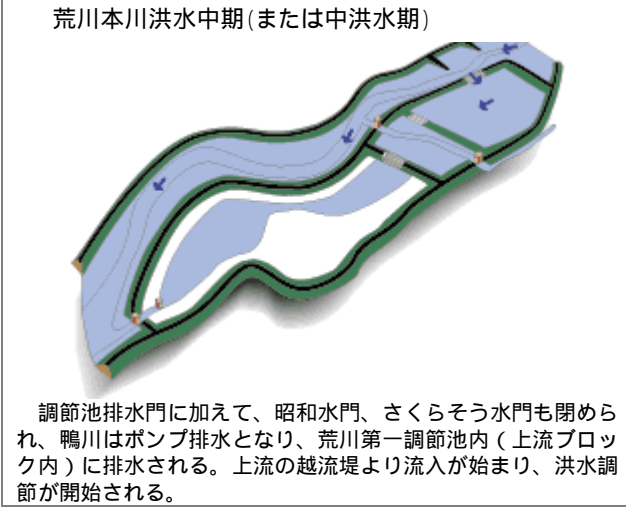 荒川本川洪水中期(または中洪水期)
調節池排水門に加えて、昭和水門、さくらそう水門も閉めら
れ、鴨川はポンプ排水となり、荒川第一調節池内(上流ブロッ
ク内)に排水される。上流の越流堤より流入が始まり、洪水調
節が開始される。